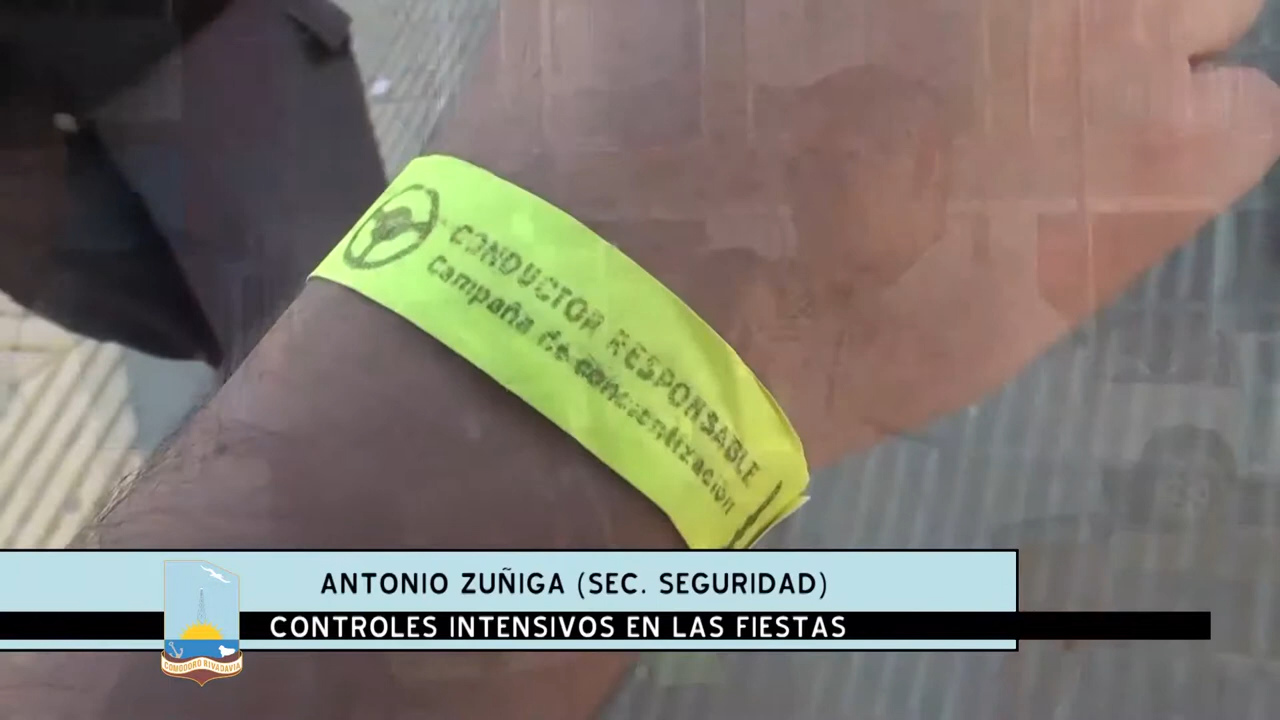 CONDUCTOR RESPONSABLE
Campaña de concientización
ANTONIO ZUÑIGA (SEC. SEGURIDAD)
CONTROLES INTENSIVOS EN LAS FIESTAS
COMODORO RIVADAVIA